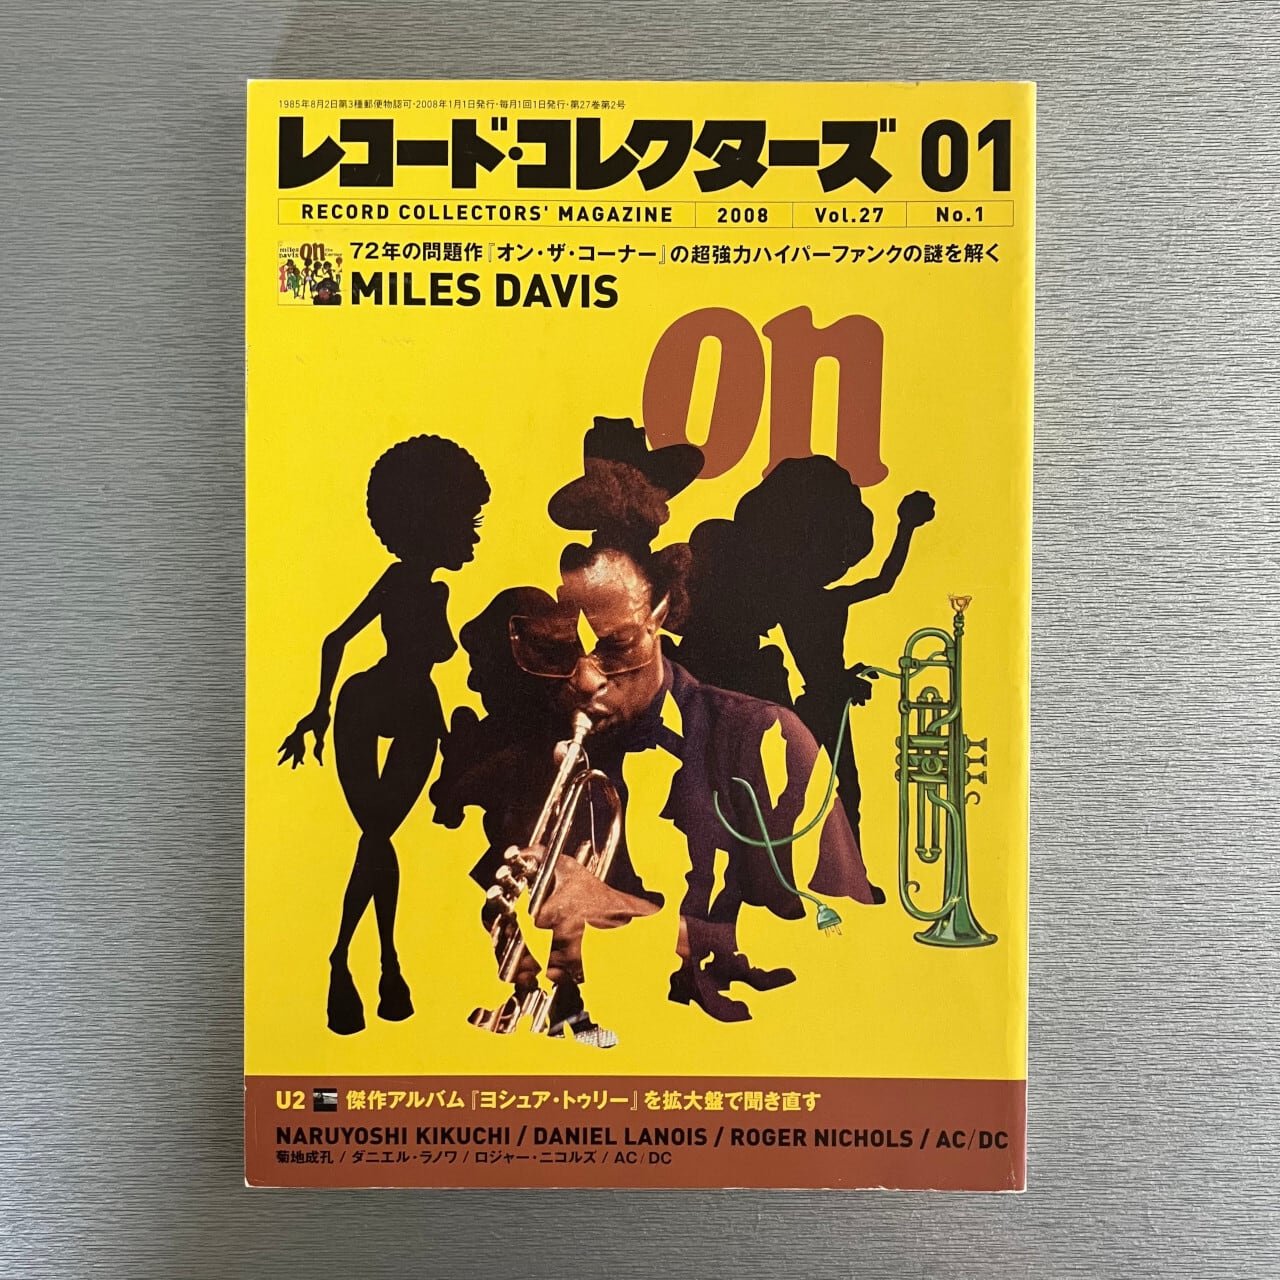 1985年8月2日第3種郵便物認可・2008年1月1日発行・毎月1回1日発行・第27巻第2号
レコード・コレクターズ 01
RECORD COLLECTORS' MAGAZINE 2008 Vol.27 No.1
miles davis on the corner
72年の問題作『オン・ザ・コーナー』の超強力ハイパーファンクの謎を解く
MILES DAVIS
on
U2 傑作アルバム『ヨシュア・トゥリー』を拡大盤で聞き直す
NARUYOSHI KIKUCHI / DANIEL LANOIS / ROGER NICHOLS / AC/DC
菊地成孔 / ダニエル・ラノワ / ロジャー・ニコルズ / AC/DC